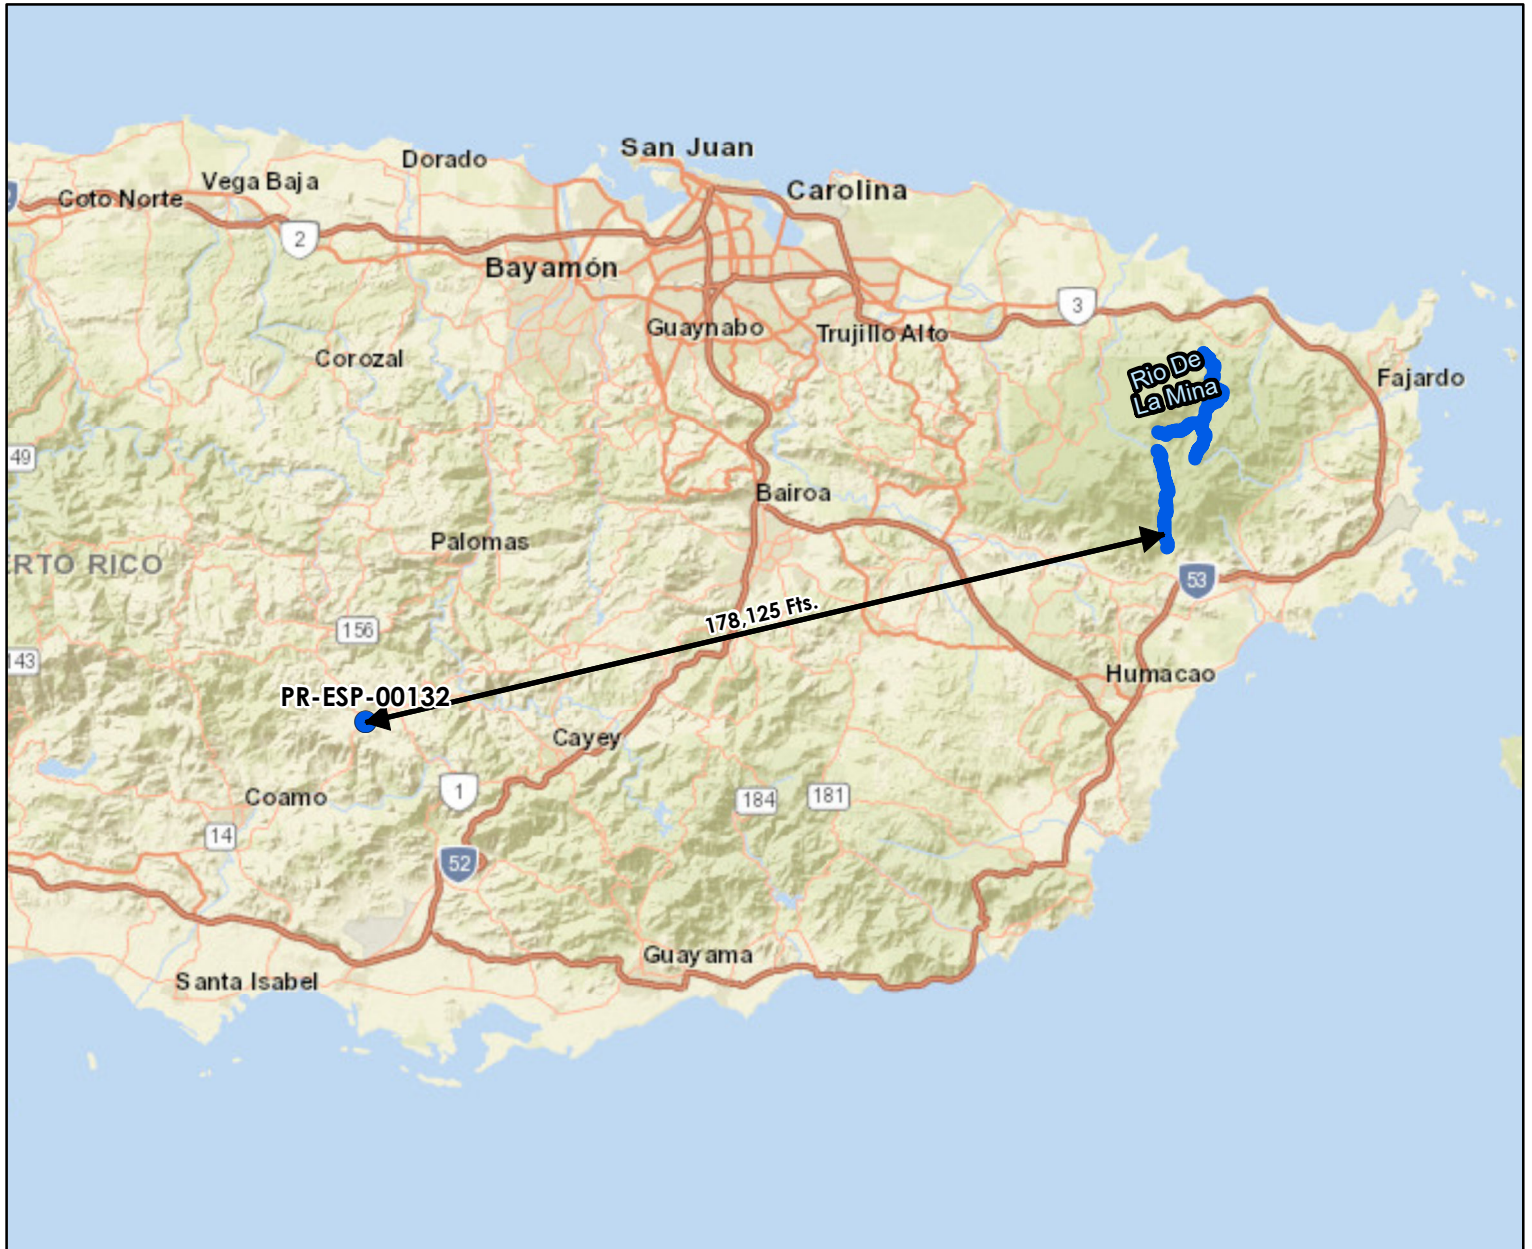 San Juan
Dorado
Vega Baja
Carolina
Coto Norte
2
Bayamón
3
Guaynabo
Trujillo Alto
Corozal
Rio De
La Mina
Fajardo
49
Bairoa
Palomas
ERTO RICO
53
178,125 Fts.
156
143
Humacao
PR-ESP-00132
Cayey
1
Coamo
184
181
14
52
Guayama
Santa Isabel